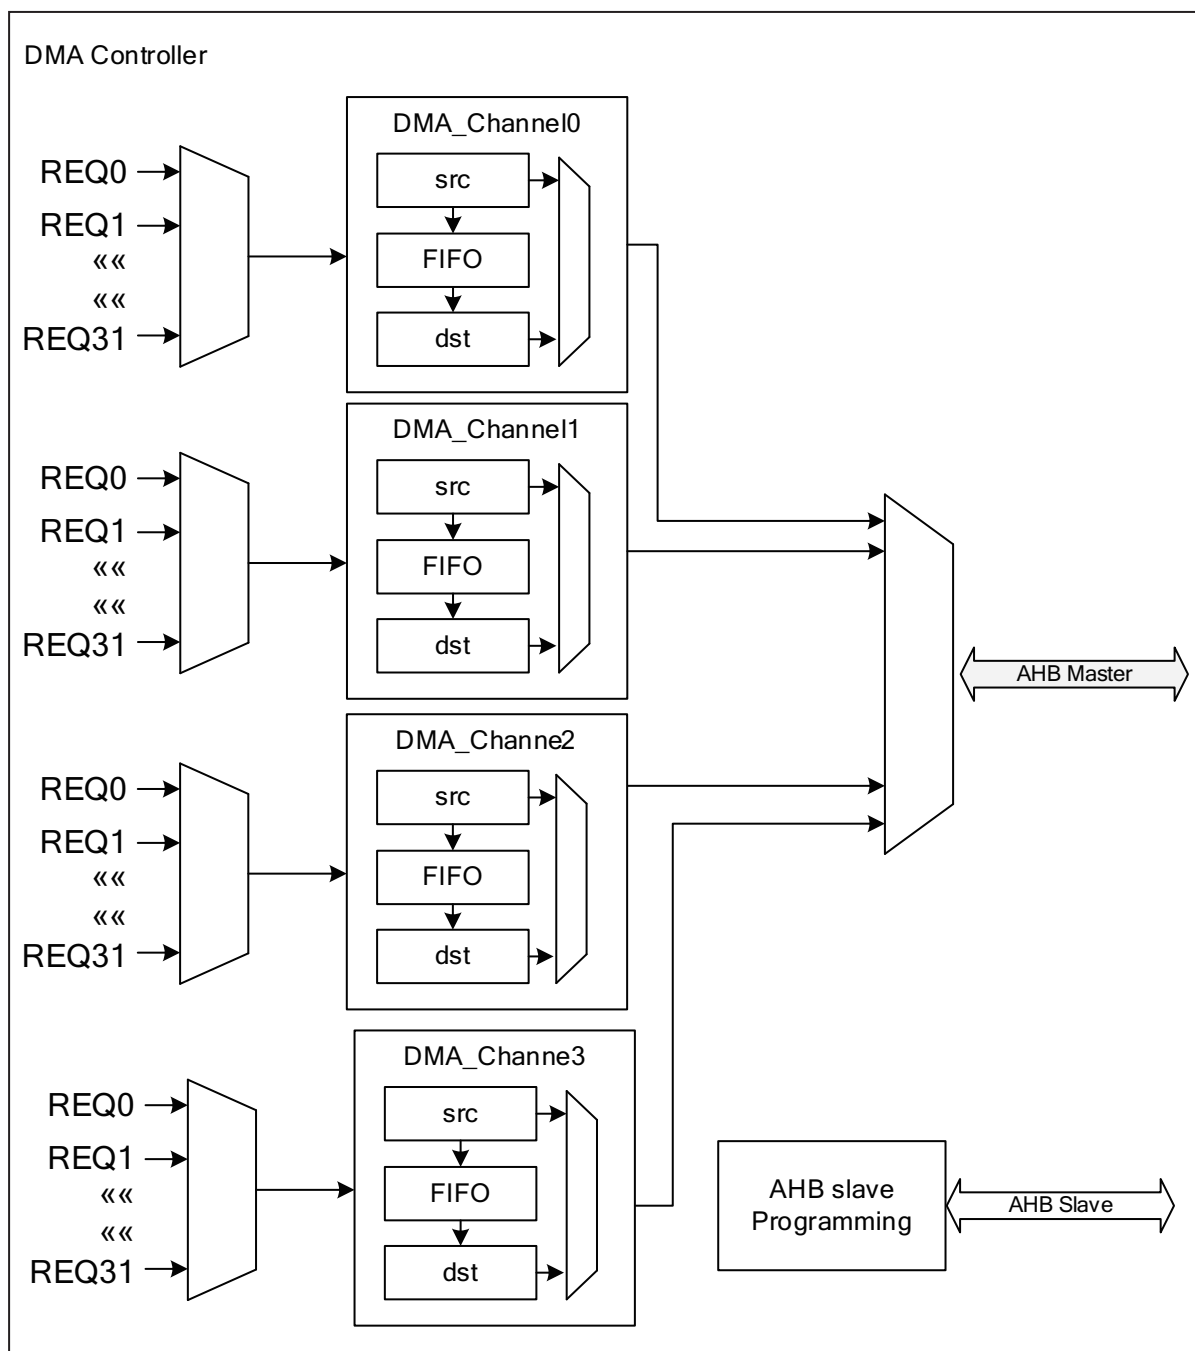 DMA Controller
DMA_Channel0
REQ0
REQ1
««
««
REQ31
src
FIFO
dst
DMA_Channel1
REQ0
REQ1
««
««
REQ31
src
FIFO
dst
AHB Master
DMA_Channe2
REQ0
REQ1
««
««
REQ31
src
FIFO
dst
DMA_Channe3
REQ0
REQ1
««
««
REQ31
src
FIFO
dst
AHB slave
Programming
AHB Slave